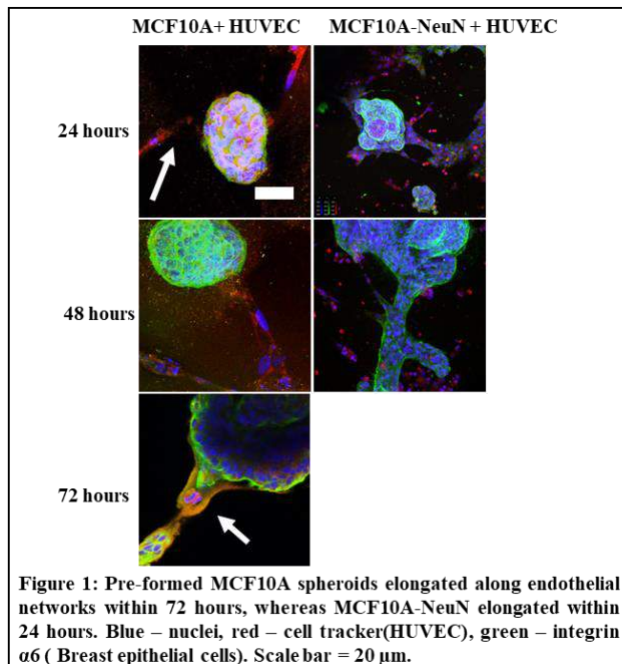 MCF10A+ HUVEC MCF10A-NeuN + HUVEC
24 hours
48 hours
72 hours
Figure 1: Pre-formed MCF10A spheroids elongated along endothelial
networks within 72 hours, whereas MCF10A-NeuN elongated within
24 hours. Blue – nuclei, red – cell tracker(HUVEC), green – integrin
α6 ( Breast epithelial cells). Scale bar = 20 µm.